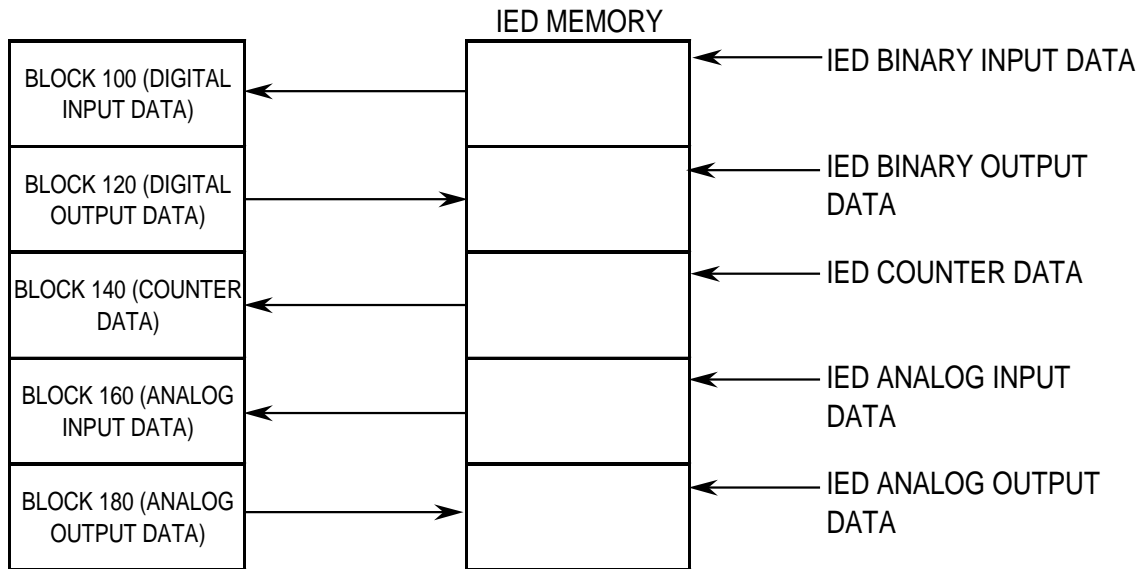 IED MEMORY
BLOCK 100 (DIGITAL
INPUT DATA)
IED BINARY INPUT DATA
BLOCK 120 (DIGITAL
OUTPUT DATA)
IED BINARY OUTPUT
DATA
BLOCK 140 (COUNTER
DATA)
IED COUNTER DATA
BLOCK 160 (ANALOG
INPUT DATA)
IED ANALOG INPUT
DATA
BLOCK 180 (ANALOG
OUTPUT DATA)
IED ANALOG OUTPUT
DATA